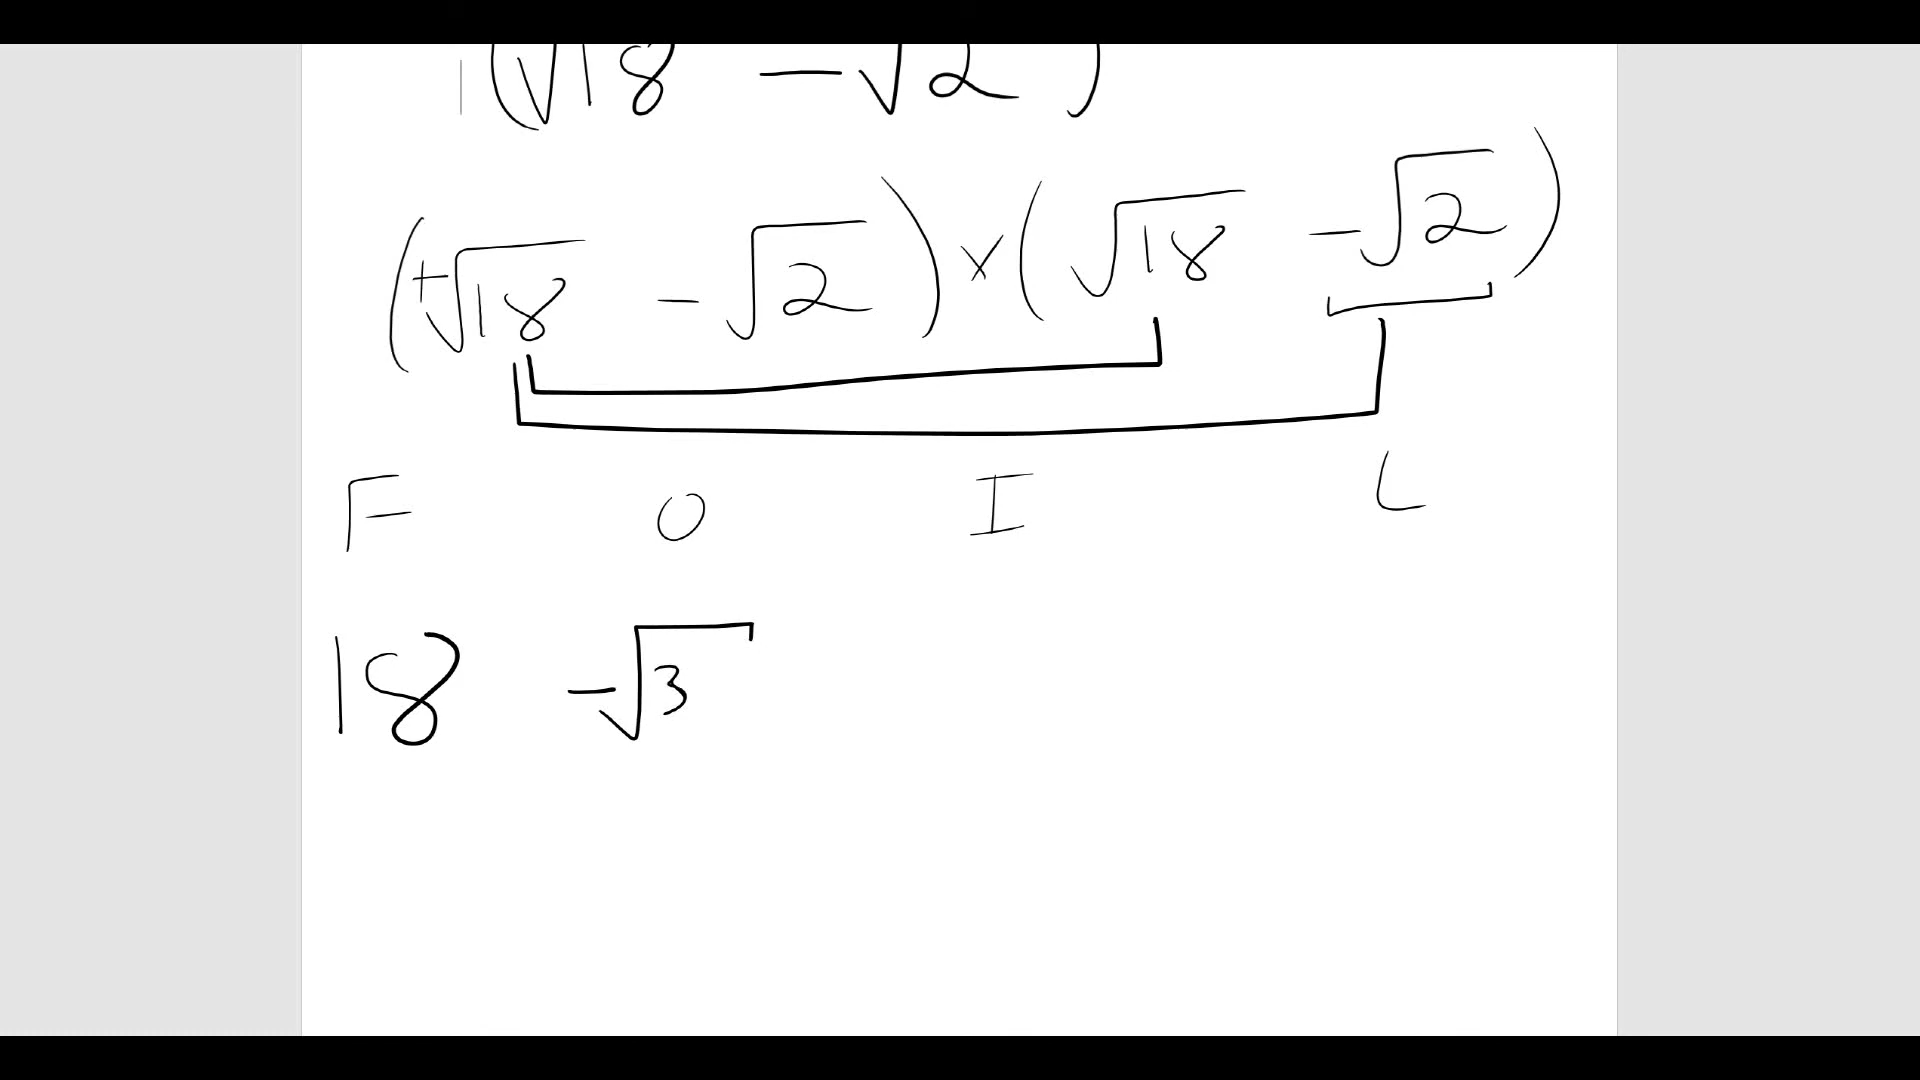 (√18 - √2)
(+√18 - √2) × (√18 - √2)
F O I L
18 -√3